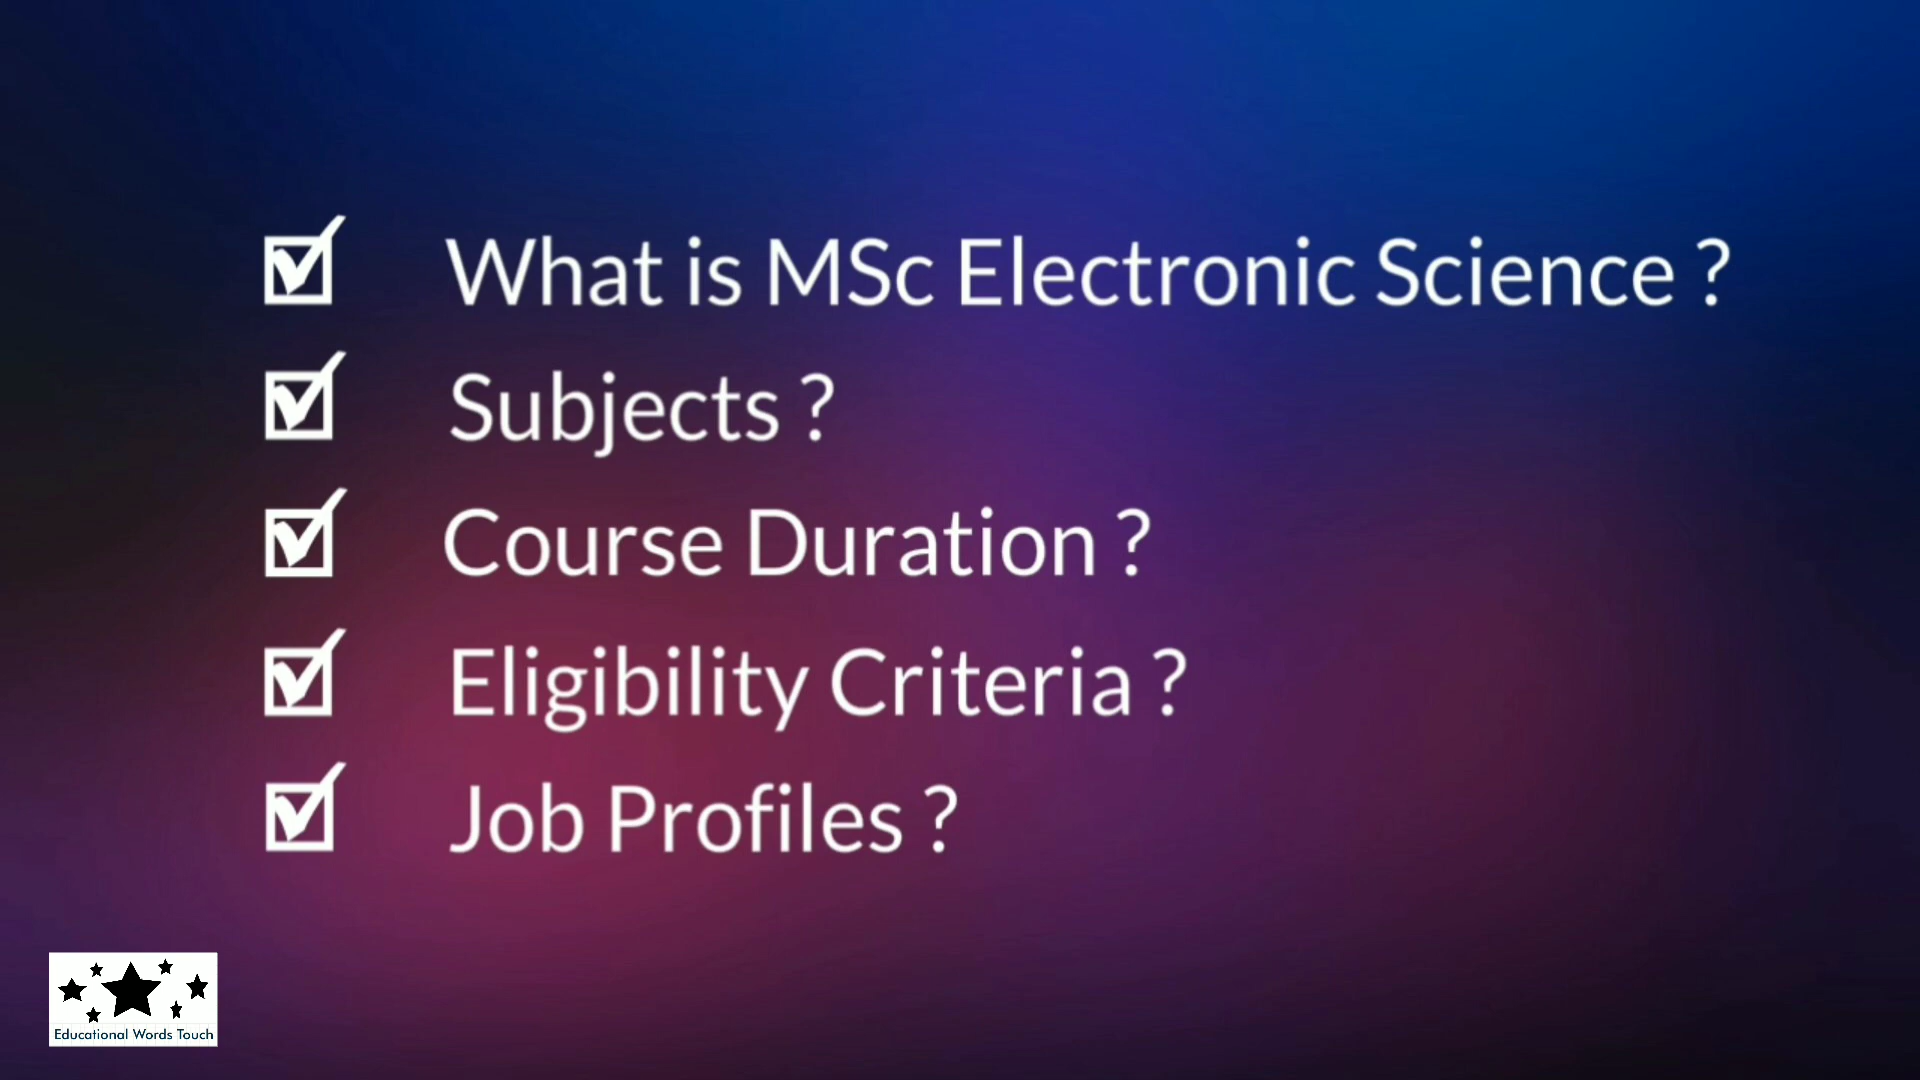 What is MSc Electronic Science ?
Subjects ?
Course Duration ?
Eligibility Criteria ?
Job Profiles ?
Educational Words Touch